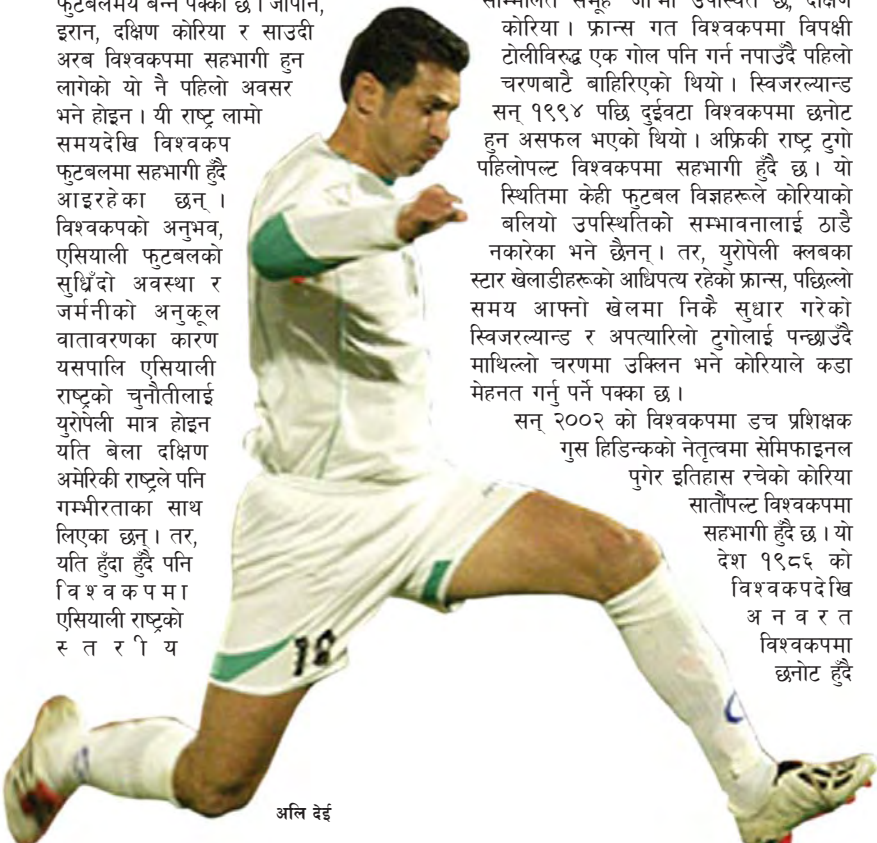 फुटबलमय बन्ने पक्का छ । जापान,
इरान, दक्षिण कोरिया र साउदी
अरब विश्वकपमा सहभागी हुन
लागेको यो नै पहिलो अवसर
भने होइन । यी राष्ट्र लामो
समयदेखि विश्वकप
फुटबलमा सहभागी हुँदै
आइरहेका छन् ।
विश्वकपको अनुभव,
एसियाली फुटबलको
सुध्रिँदो अवस्था र
जर्मनीको अनुकूल
वातावरणका कारण
यसपालि एसियाली
राष्ट्रको चुनौतीलाई
युरोपेली मात्र होइन
यति बेला दक्षिण
अमेरिकी राष्ट्रले पनि
गम्भीरताका साथ
लिएका छन् । तर,
यति हुँदा हुँदै पनि
विश्वकपमा
एसियाली राष्ट्रको
स्तरीय
सम्मिलित समूह 'जी'मा उपस्थित छ, दक्षिण
कोरिया । फ्रान्स गत विश्वकपमा विपक्षी
टोलीविरुद्ध एक गोल पनि गर्न नपाउँदै पहिलो
चरणबाटै बाहिरिएको थियो । स्विजरल्यान्ड
सन् १९९४ पछि दुईवटा विश्वकपमा छनोट
हुन असफल भएको थियो । अफ्रिकी राष्ट्र टुगो
पहिलोपल्ट विश्वकपमा सहभागी हुँदै छ । यो
स्थितिमा केही फुटबल विज्ञहरूले कोरियाको
बलियो उपस्थितिको सम्भावनालाई ठाडै
नकारेका भने छैनन् । तर, युरोपेली क्लबका
स्टार खेलाडीहरूको आधिपत्य रहेको फ्रान्स, पछिल्लो
समय आफ्नो खेलमा निकै सुधार गरेको
स्विजरल्यान्ड र अपत्यारिलो टुगोलाई पन्छाउँदै
माथिल्लो चरणमा उक्लिन भने कोरियाले कडा
मेहनत गर्नु पर्ने पक्का छ ।
सन् २००२ को विश्वकपमा डच प्रशिक्षक
गुस हिडिन्कको नेतृत्वमा सेमिफाइनल
पुगेर इतिहास रचेको कोरिया
सातौंपल्ट विश्वकपमा
सहभागी हुँदै छ । यो
देश १९८६ को
विश्वकपदेखि
अनवरत
विश्वकपमा
छनोट हुँदै
10
अलि देई